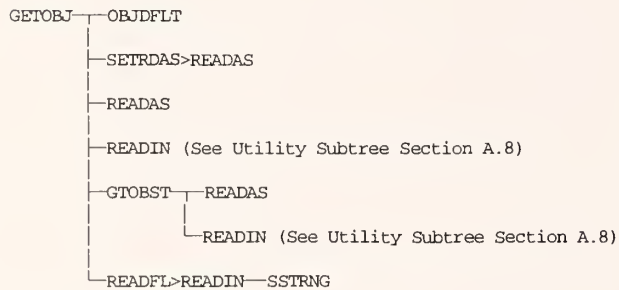 GETOBJ OBJDFLT
SETRDAS>READAS
READAS
READIN (See Utility Subtree Section A.8)
GTOBST READAS
READIN (See Utility Subtree Section A.8)
READFL>READIN SSTRNG